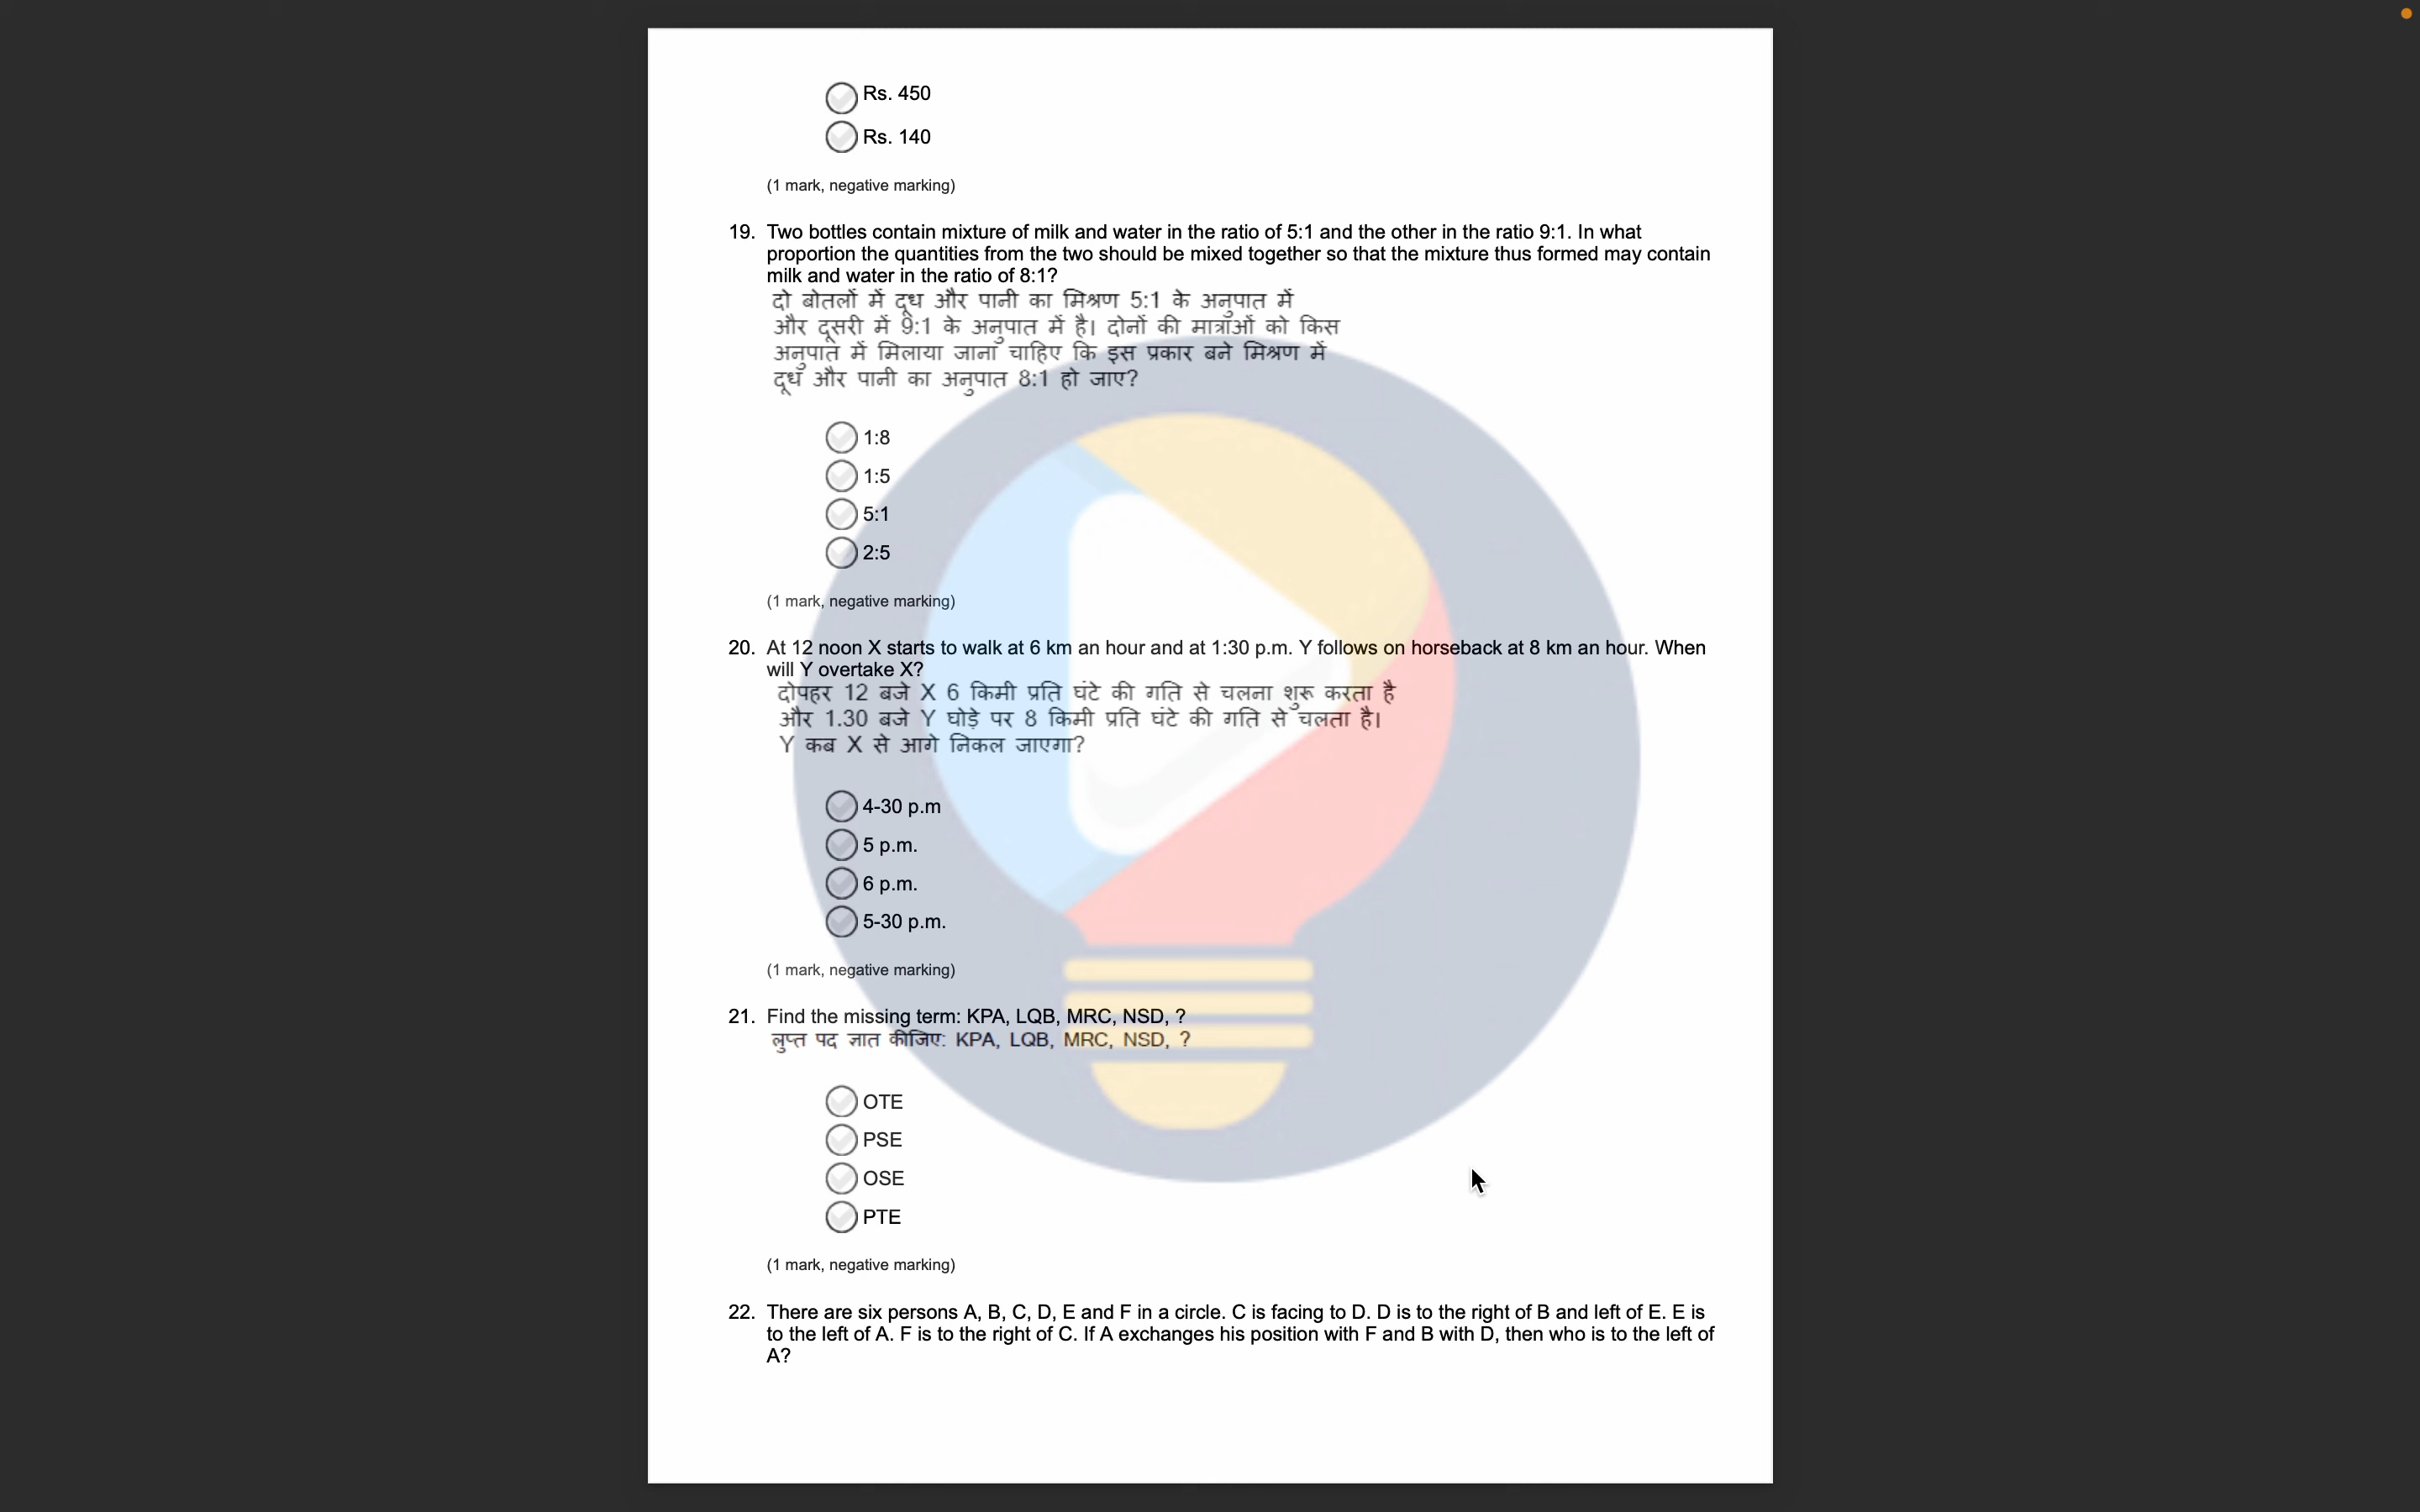 Rs. 450
Rs. 140
(1 mark, negative marking)
19. Two bottles contain mixture of milk and water in the ratio of 5:1 and the other in the ratio 9:1. In what
proportion the quantities from the two should be mixed together so that the mixture thus formed may contain
milk and water in the ratio of 8:1?
दो बोतलों में दूध और पानी का मिश्रण 5:1 के अनुपात में
और दूसरी में 9:1 के अनुपात में है। दोनों की मात्राओं को किस
अनुपात में मिलाया जाना चाहिए कि इस प्रकार बने मिश्रण में
दूध और पानी का अनुपात 8:1 हो जाए?
1:8
1:5
5:1
2:5
(1 mark, negative marking)
20. At 12 noon X starts to walk at 6 km an hour and at 1:30 p.m. Y follows on horseback at 8 km an hour. When
will Y overtake X?
दोपहर 12 बजे X 6 किमी प्रति घंटे की गति से चलना शुरू करता है
और 1.30 बजे Y घोड़े पर 8 किमी प्रति घंटे की गति से चलता है।
Y कब X से आगे निकल जाएगा?
4-30 p.m
5 p.m.
6 p.m.
5-30 p.m.
(1 mark, negative marking)
21. Find the missing term: KPA, LQB, MRC, NSD, ?
लुप्त पद ज्ञात कीजिए: KPA, LQB, MRC, NSD, ?
OTE
PSE
OSE
PTE
(1 mark, negative marking)
22. There are six persons A, B, C, D, E and F in a circle. C is facing to D. D is to the right of B and left of E. E is
to the left of A. F is to the right of C. If A exchanges his position with F and B with D, then who is to the left of
A?